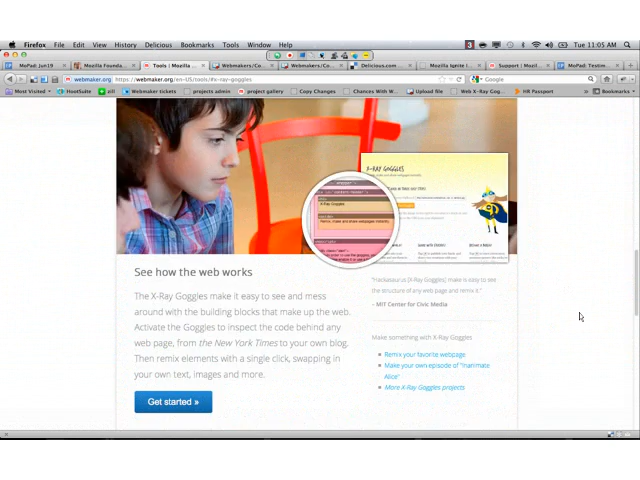 Firefox File Edit View History Bookmarks Tools Window Help
Tue 11:05 AM
MoPad: Jun19
Mozilla Founda...
Tools | Mozilla ...
Webmakers/Co...
Webmakers/Co...
Delicious.com ...
Mozilla Ignite |...
Support | Mozil...
MoPad: Testim...
webmaker.org https://webmaker.org/en-US/tools/#x-ray-goggles
Google
Most Visited
HootSuite
zill
Webmaker tickets
projects admin
project gallery
Copy Changes
Chances With W...
Upload file
Web X-Ray Gog...
HR Passport
Bookmarks
X-RAY GOGGLES
X-Ray Goggles
See how the web works
The X-Ray Goggles make it easy to see and mess
around with the building blocks that make up the web.
Activate the Goggles to inspect the code behind any
web page, from the New York Times to your own blog.
Then remix elements with a single click, swapping in
your own text, images and more.
Get started »
"Hackasaurus [X-Ray Goggles] make is easy to see
the structure of any web page and remix it."
– MIT Center for Civic Media
Make something with X-Ray Goggles
Remix your favorite webpage
Make your own episode of "Inanimate
Alice"
More X-Ray Goggles projects